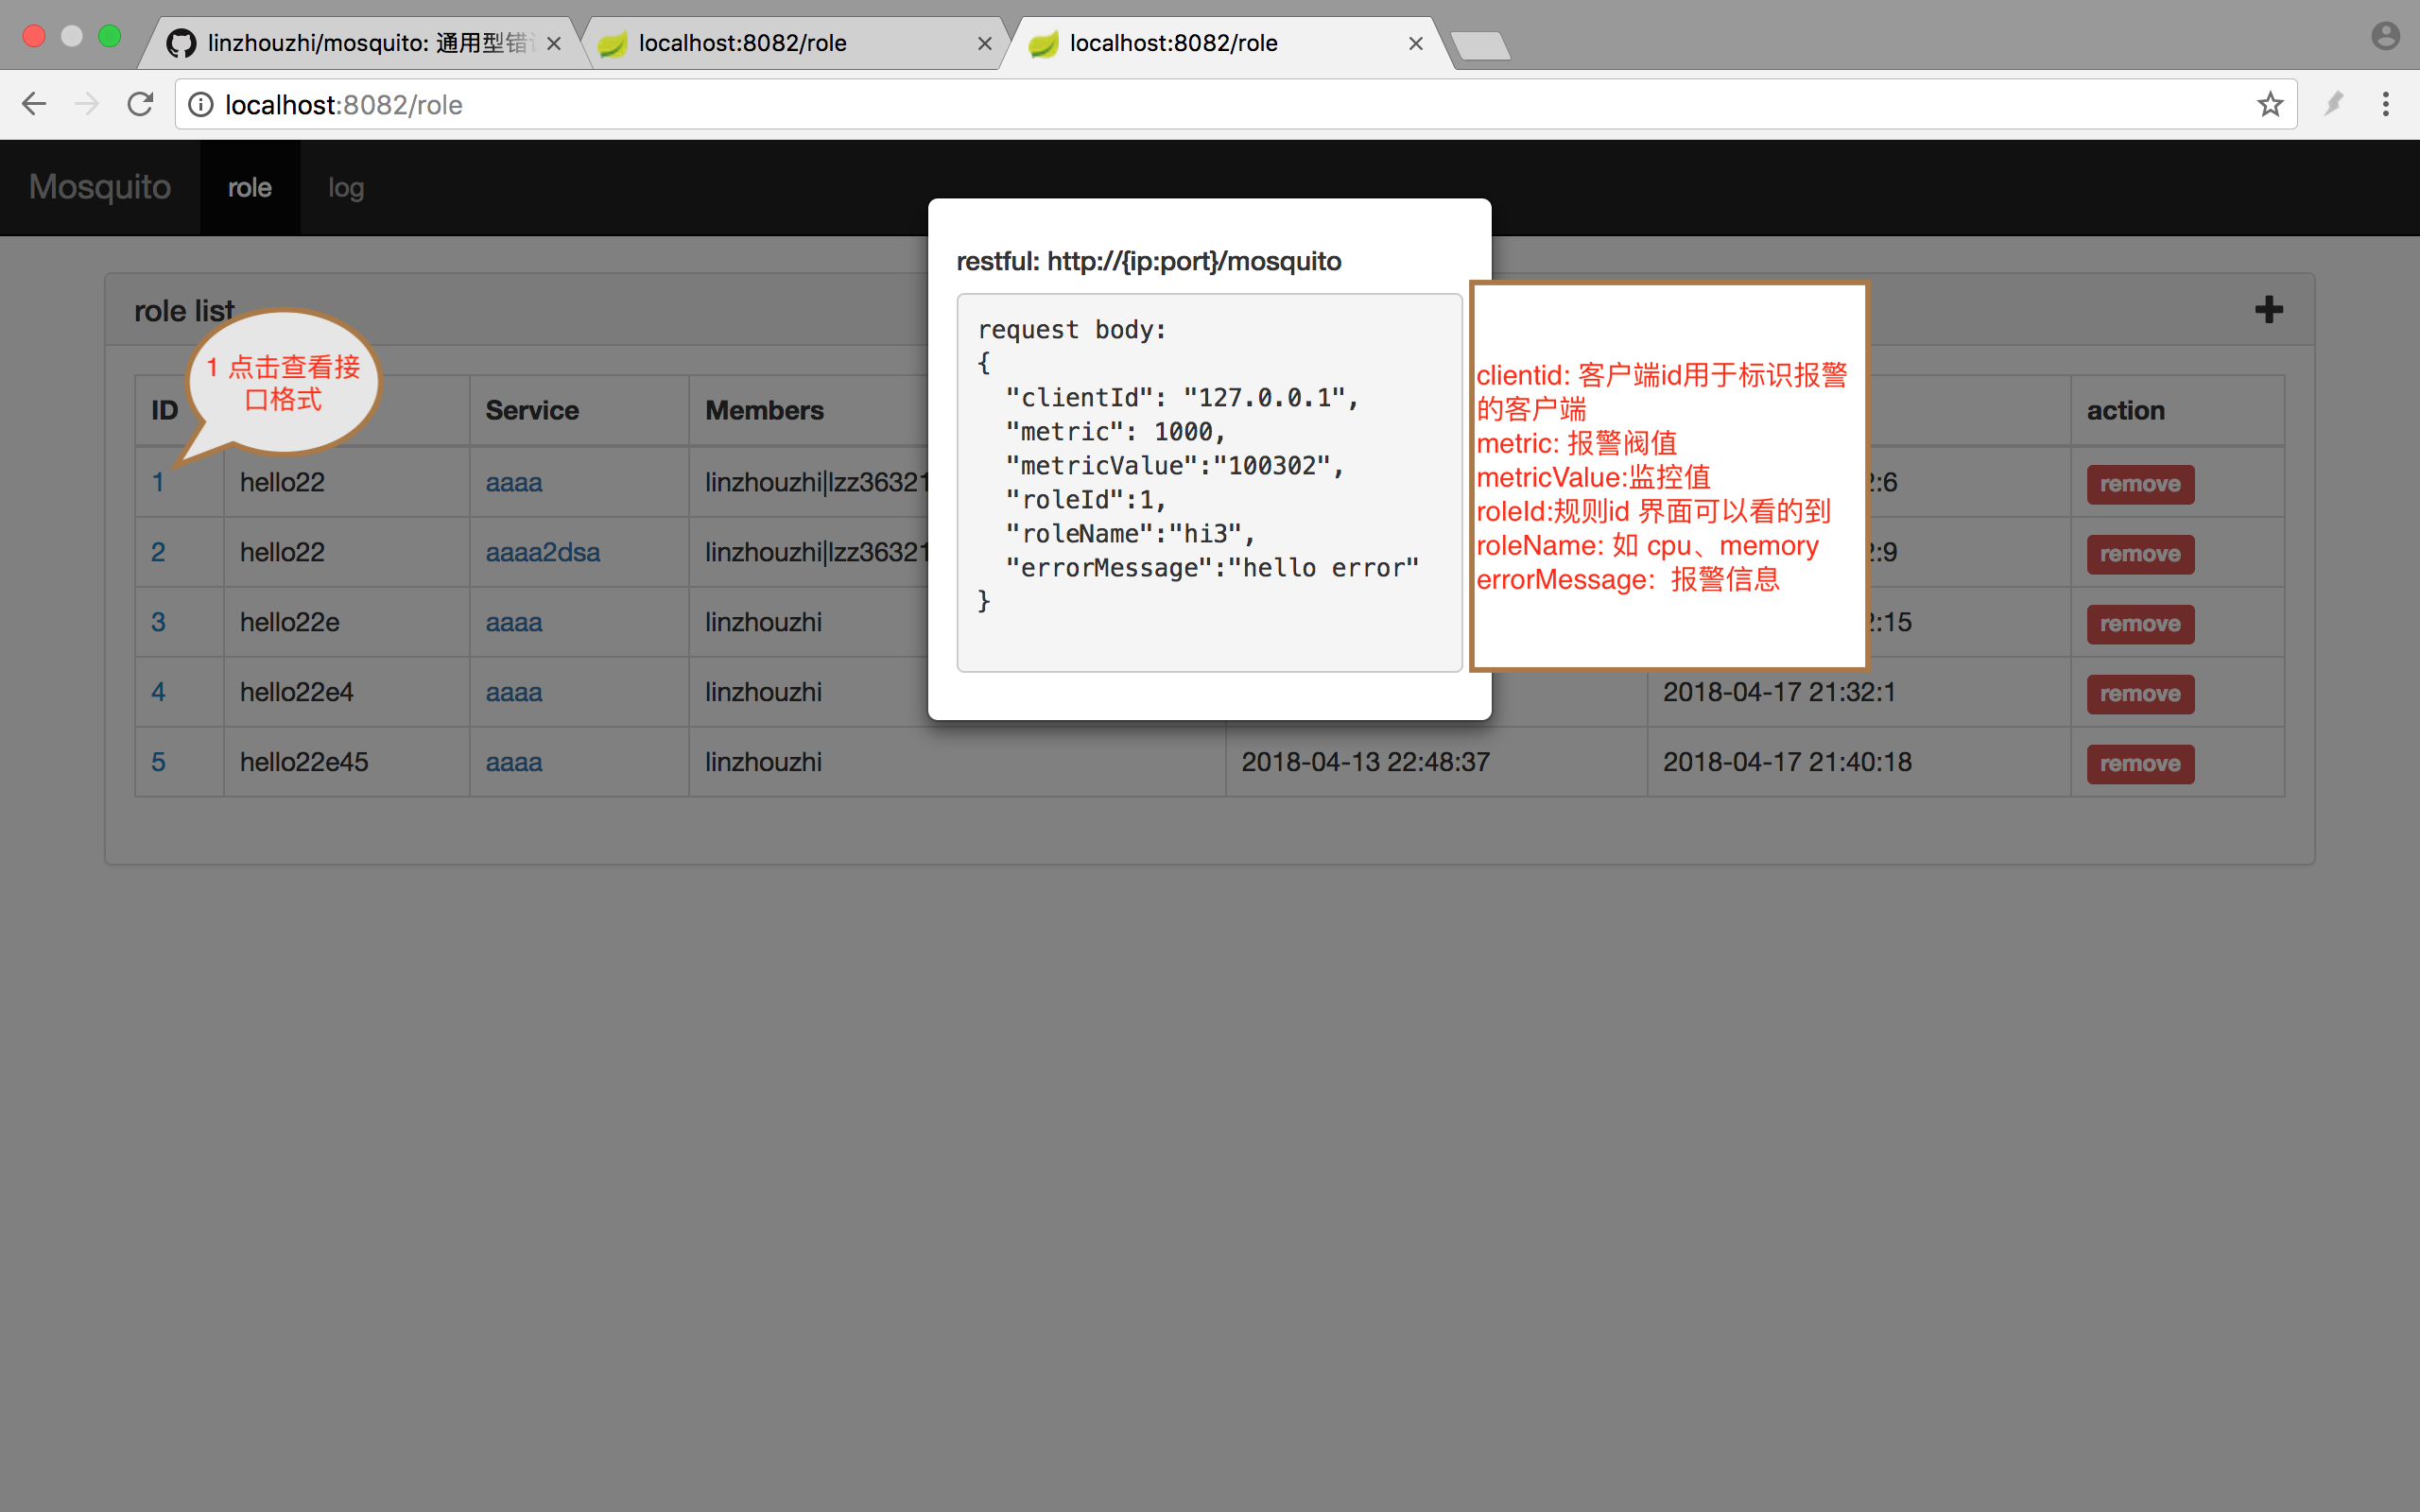 linzhouzhi/mosquito: 通用型错
localhost:8082/role
localhost:8082/role
localhost:8082/role
Mosquito role log
restful: http://{ip:port}/mosquito
request body:
{
"clientId": "127.0.0.1",
"metric": 1000,
"metricValue":"100302",
"roleId":1,
"roleName":"hi3",
"errorMessage":"hello error"
}
clientid: 客户端id用于标识报警
的客户端
metric: 报警阀值
metricValue:监控值
roleId:规则id 界面可以看的到
roleName: 如 cpu、memory
errorMessage: 报警信息
role list
1 点击查看接
口格式
ID Service Members action
1 hello22 aaaa linzhouzhi|lzz36321 :6 remove
2 hello22 aaaa2dsa linzhouzhi|lzz36321 :9 remove
3 hello22e aaaa linzhouzhi :15 remove
4 hello22e4 aaaa linzhouzhi 2018-04-17 21:32:1 remove
5 hello22e45 aaaa linzhouzhi 2018-04-13 22:48:37 2018-04-17 21:40:18 remove